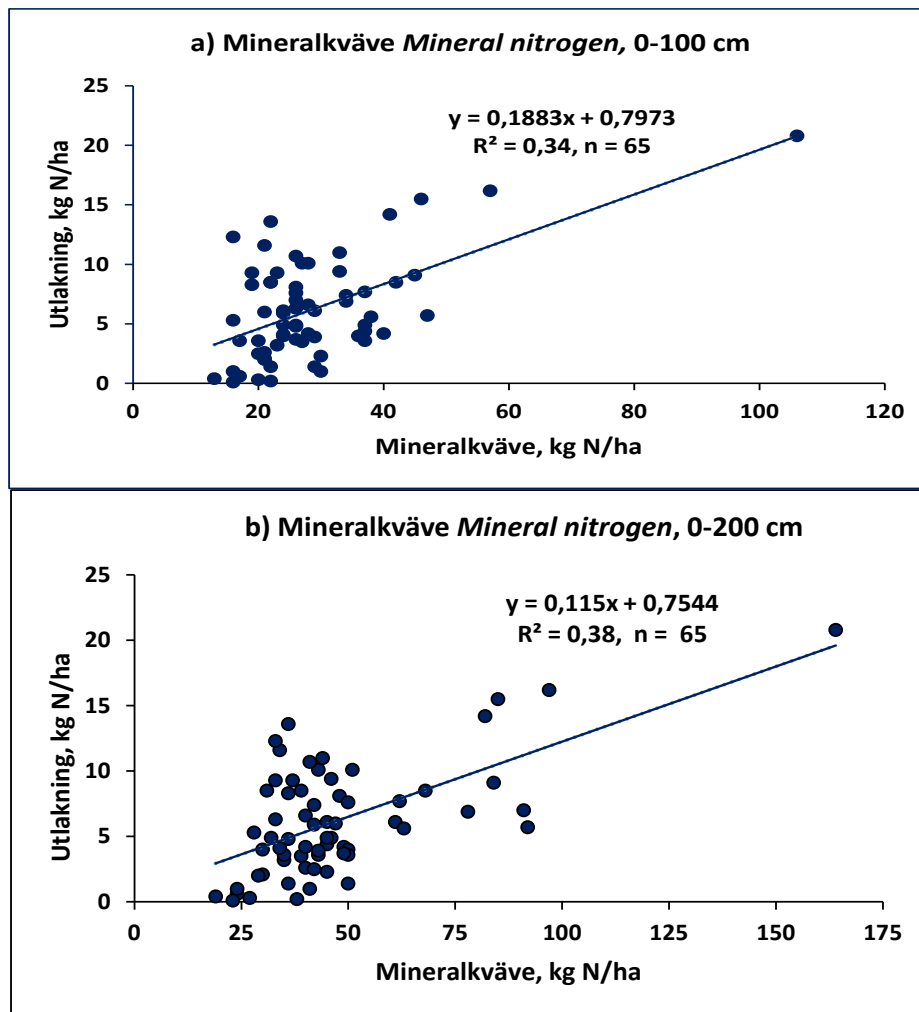 a) Mineralkväve Mineral nitrogen, 0-100 cm
25
20
15
10
5
0
y = 0,1883x + 0,7973
R² = 0,34, n = 65
Utlakning, kg N/ha
0 20 40 60 80 100 120
Mineralkväve, kg N/ha
b) Mineralkväve Mineral nitrogen, 0-200 cm
25
20
15
10
5
0
y = 0,115x + 0,7544
R² = 0,38, n = 65
Utlakning, kg N/ha
0 25 50 75 100 125 150 175
Mineralkväve, kg N/ha